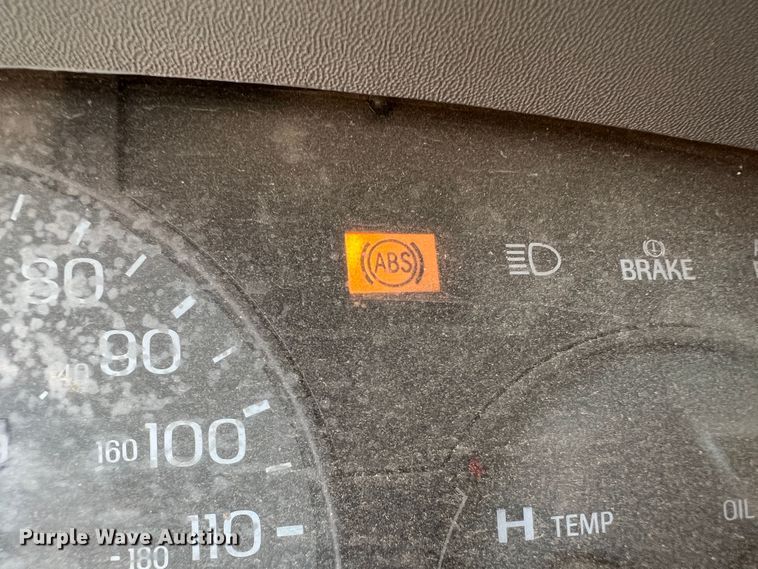 ABS
BRAKE
80
90
140
160 100
H TEMP
OIL
110
180
Purple Wave Auction